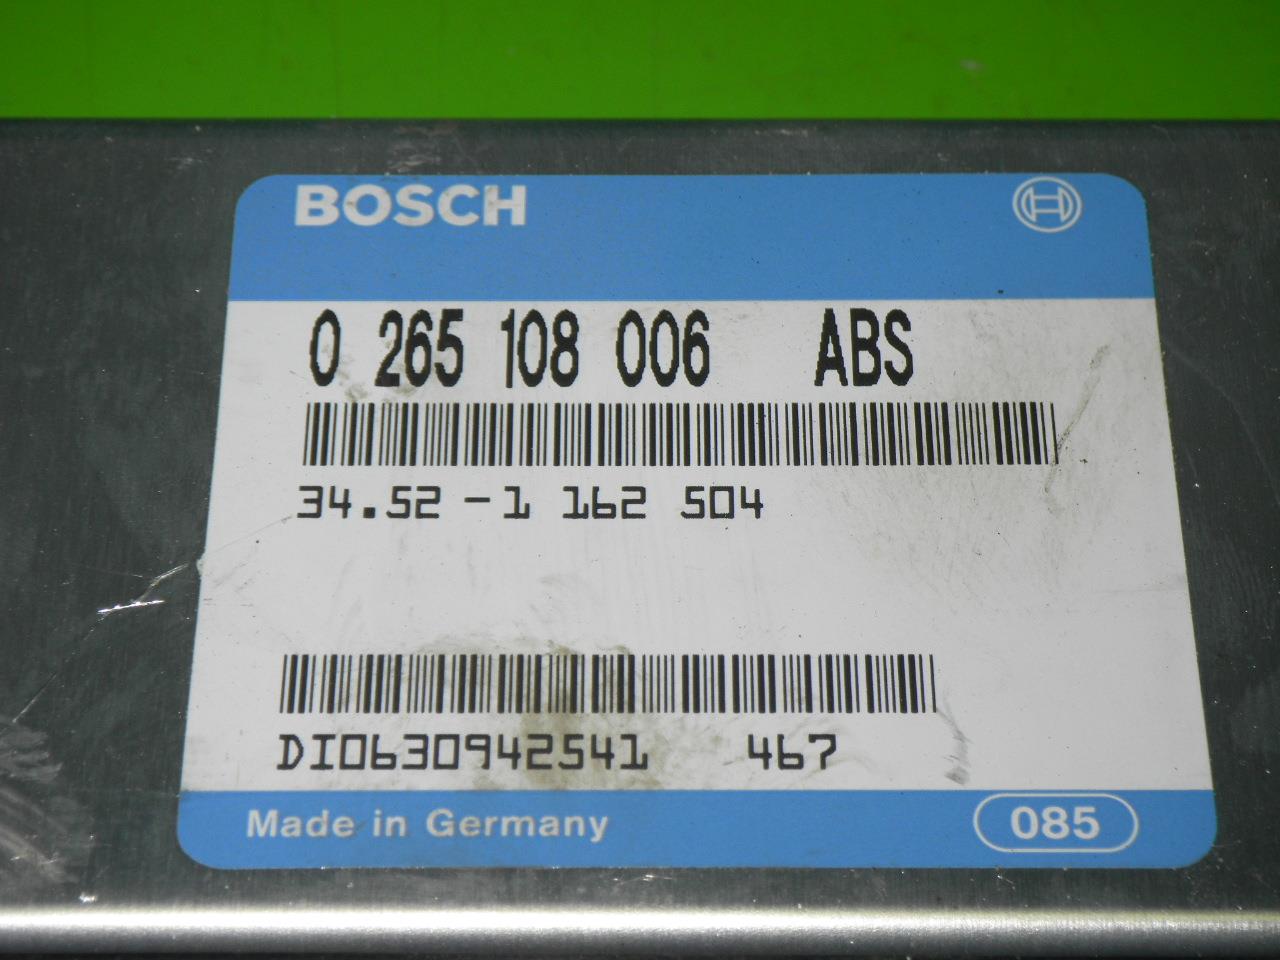 BOSCH
0 265 108 006 ABS
34.52 -1 162 504
DI0630942541 467
Made in Germany 085